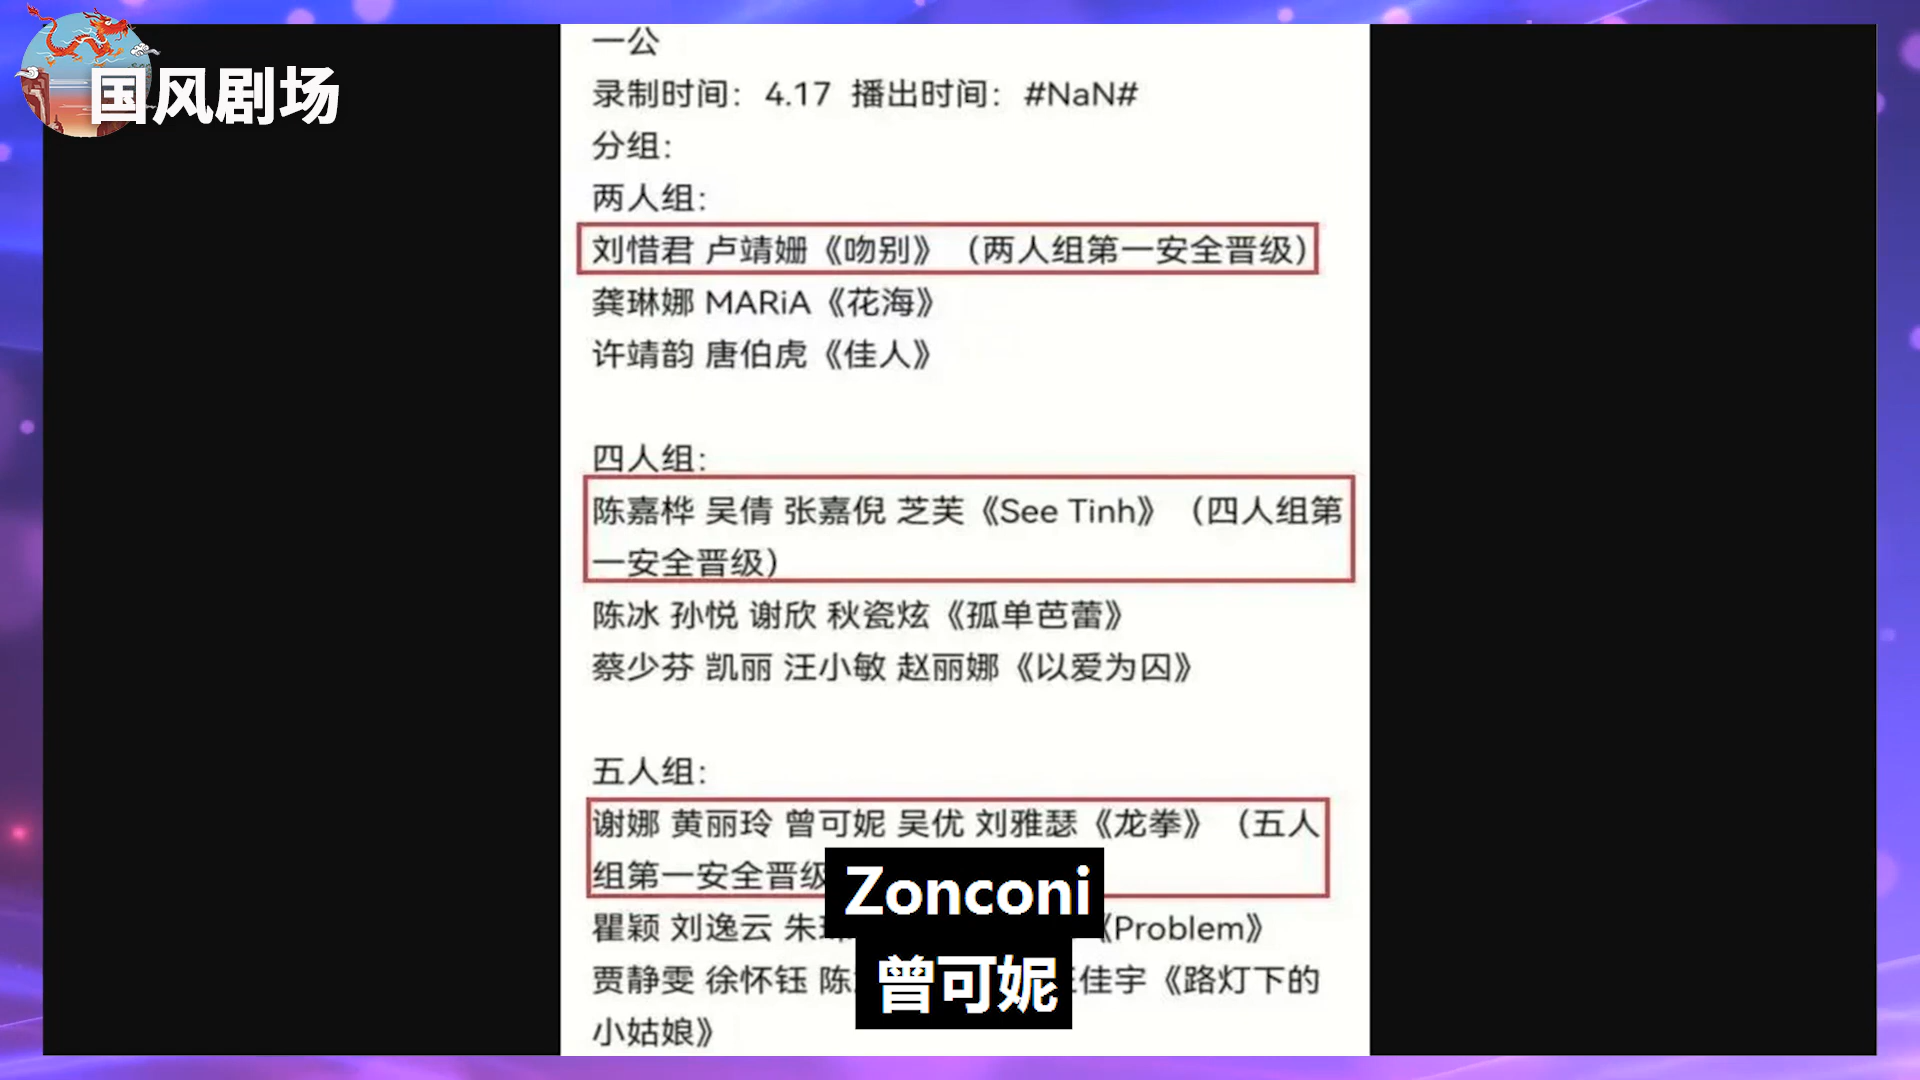 国风剧场
一公
录制时间：4.17 播出时间：#NaN#
分组：
两人组：
刘惜君 卢靖姗《吻别》（两人组第一安全晋级）
龚琳娜 MARiA《花海》
许靖韵 唐伯虎《佳人》
四人组：
陈嘉桦 吴倩 张嘉倪 芝芙《See Tinh》（四人组第
一安全晋级）
陈冰 孙悦 谢欣 秋瓷炫《孤单芭蕾》
蔡少芬 凯丽 汪小敏 赵丽娜《以爱为囚》
五人组：
谢娜 黄丽玲 曾可妮 吴优 刘雅瑟《龙拳》（五人
组第一安全晋级
瞿颖 刘逸云 朱 《Problem》
贾静雯 徐怀钰 陈 佳宇《路灯下的
小姑娘》
Zonconi
曾可妮